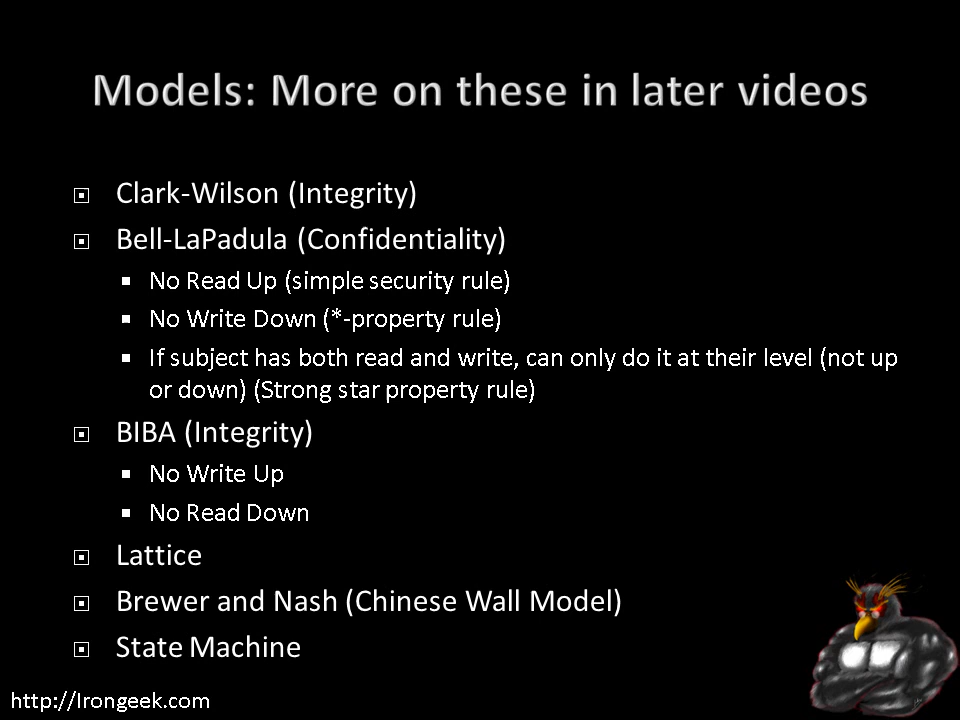 Models: More on these in later videos
Clark-Wilson (Integrity)
Bell-LaPadula (Confidentiality)
No Read Up (simple security rule)
No Write Down (*-property rule)
If subject has both read and write, can only do it at their level (not up
or down) (Strong star property rule)
BIBA (Integrity)
No Write Up
No Read Down
Lattice
Brewer and Nash (Chinese Wall Model)
State Machine
http://Irongeek.com